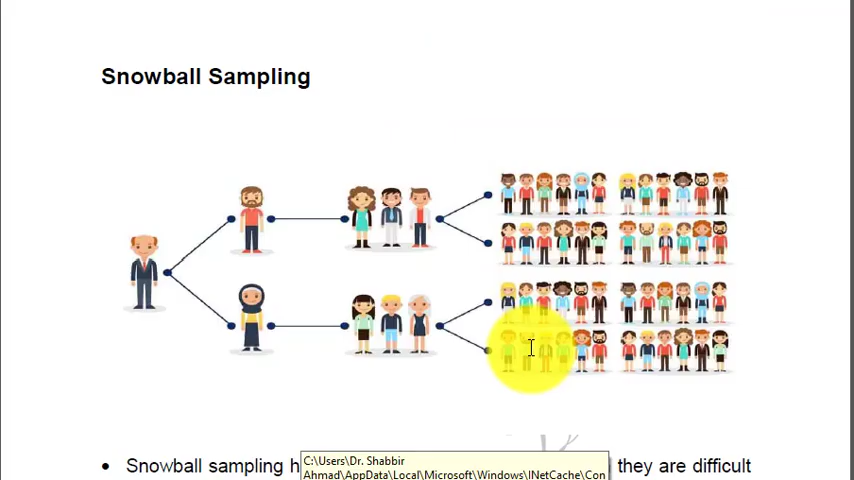 Snowball Sampling
• Snowball sampling h
C:\Users\Dr. Shabbir
Ahmad\AppData\Local\Microsoft\Windows\INetCache\Con
they are difficult